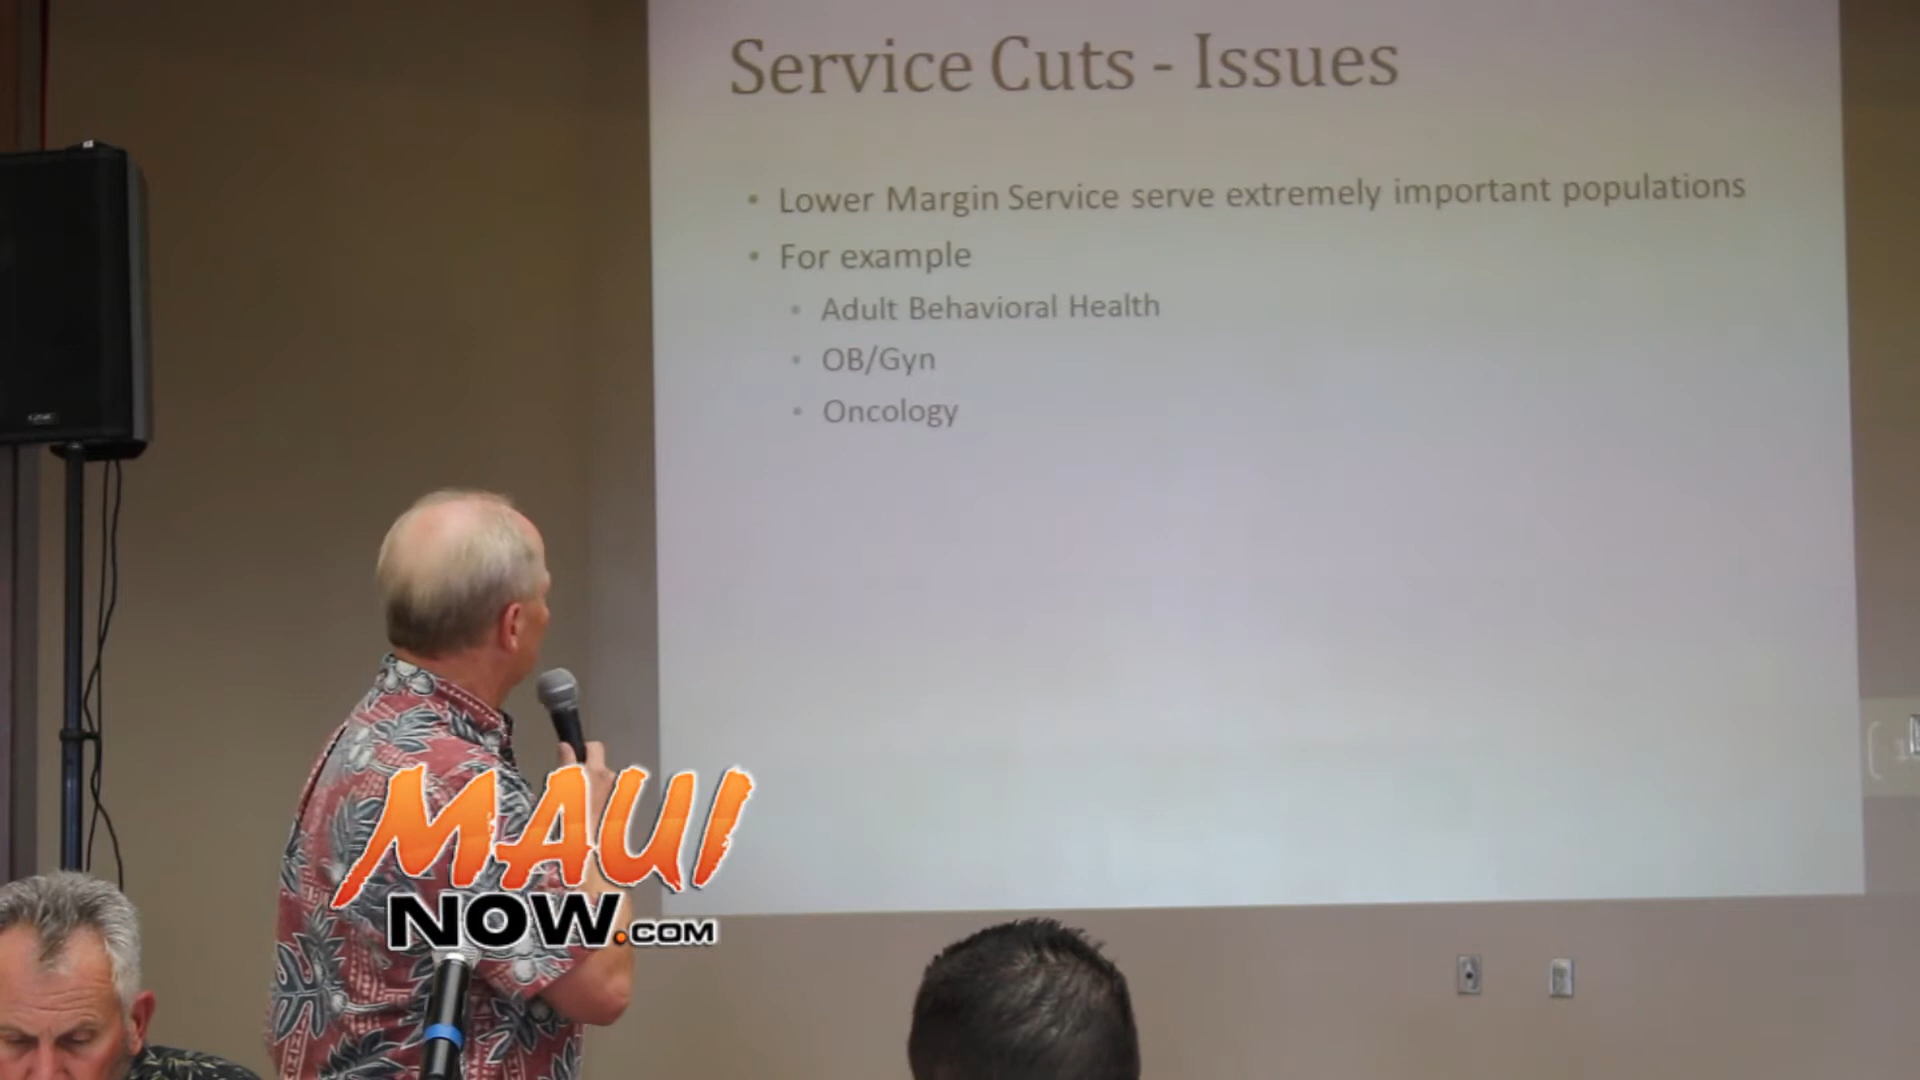 Service Cuts - Issues
• Lower Margin Service serve extremely important populations
• For example
• Adult Behavioral Health
• OB/Gyn
• Oncology
MAUI
NOW.COM
QSC